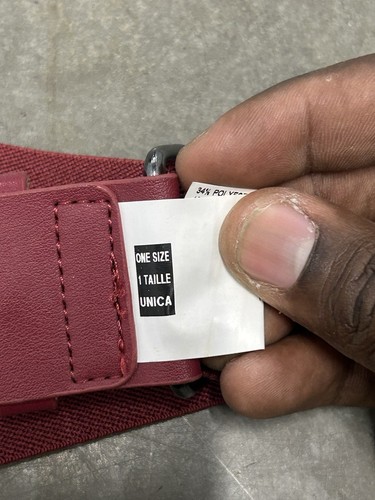 34% POLYES
ONE SIZE
1 TAILLE
UNICA